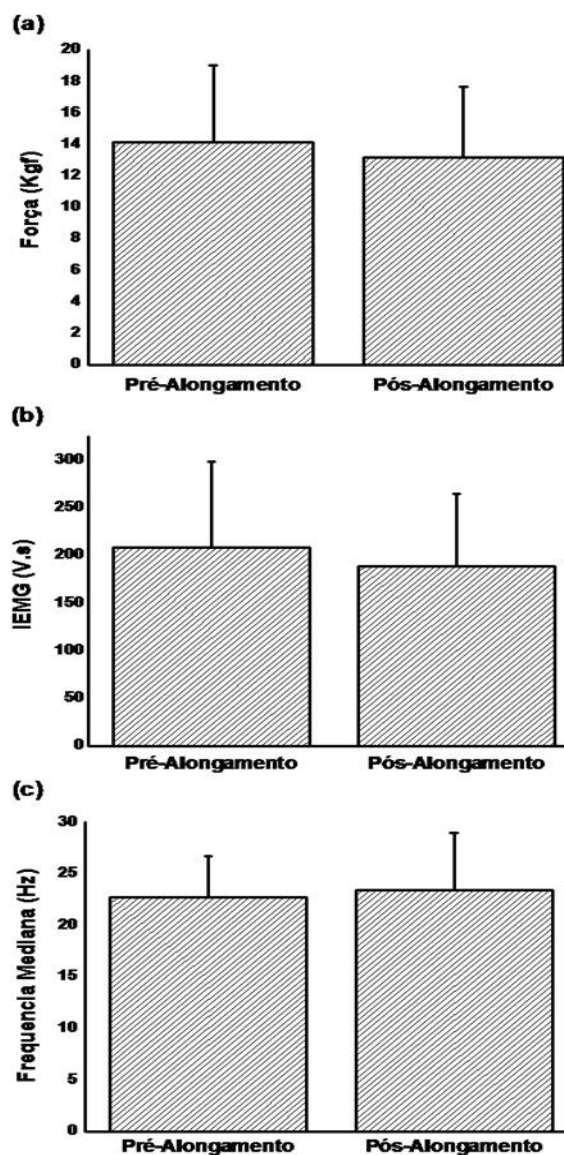 (a)
Força (Kgf)
20
18
16
14
12
10
8
6
4
2
0
Pré-Alongamento Pós-Alongamento
(b)
IEMG (V.s)
300
250
200
150
100
50
0
Pré-Alongamento Pós-Alongamento
(c)
Frequencia Mediana (Hz)
30
25
20
15
10
5
0
Pré-Alongamento Pós-Alongamento